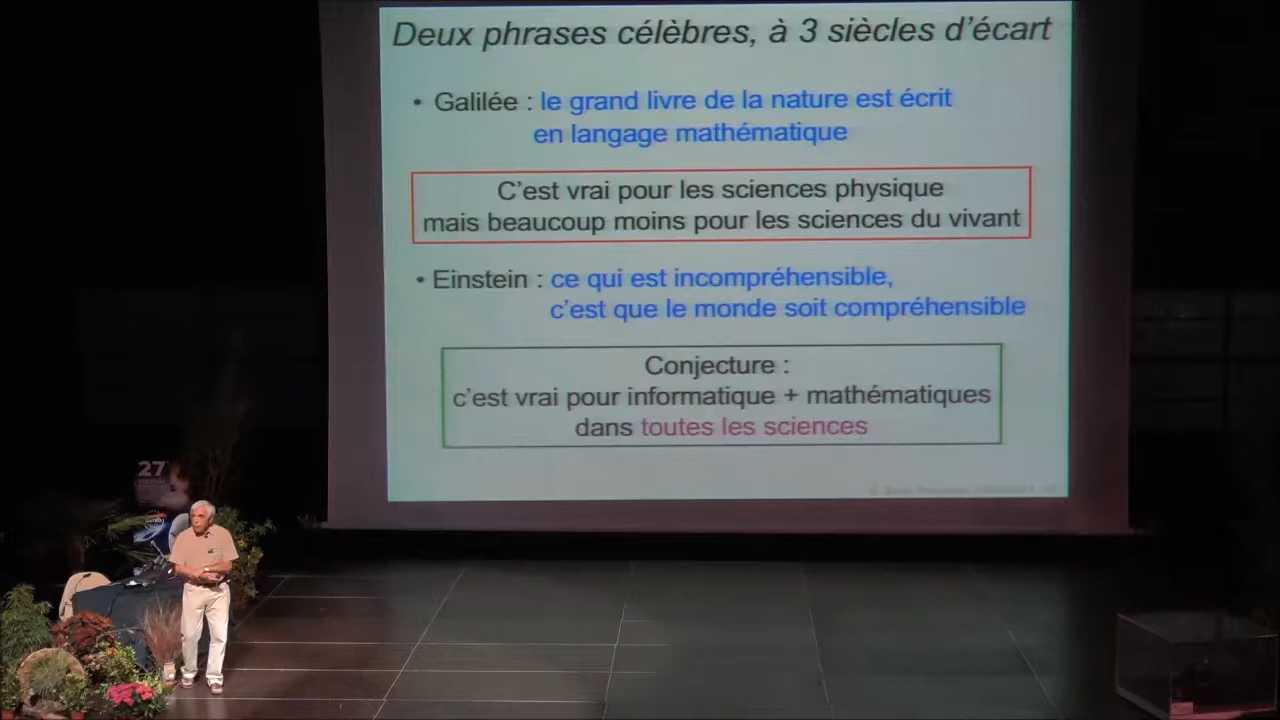 Deux phrases célèbres, à 3 siècles d'écart
• Galilée : le grand livre de la nature est écrit
en langage mathématique
C'est vrai pour les sciences physique
mais beaucoup moins pour les sciences du vivant
• Einstein : ce qui est incompréhensible,
c'est que le monde soit compréhensible
Conjecture :
c'est vrai pour informatique + mathématiques
dans toutes les sciences
27